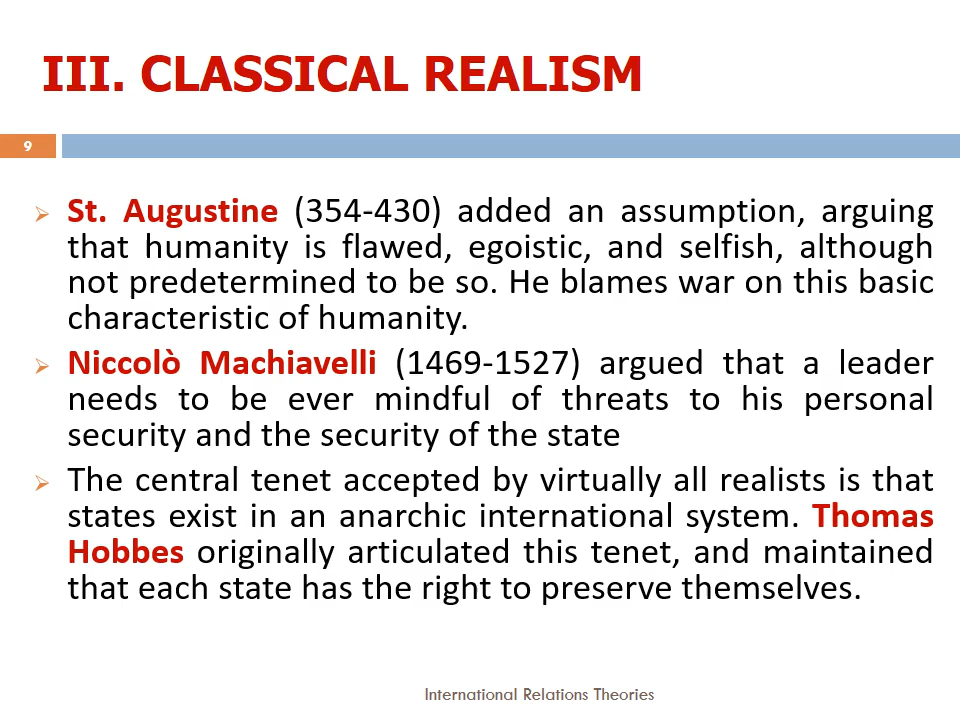 III. CLASSICAL REALISM
9
St. Augustine (354-430) added an assumption, arguing
that humanity is flawed, egoistic, and selfish, although
not predetermined to be so. He blames war on this basic
characteristic of humanity.
Niccolò Machiavelli (1469-1527) argued that a leader
needs to be ever mindful of threats to his personal
security and the security of the state
The central tenet accepted by virtually all realists is that
states exist in an anarchic international system. Thomas
Hobbes originally articulated this tenet, and maintained
that each state has the right to preserve themselves.
International Relations Theories